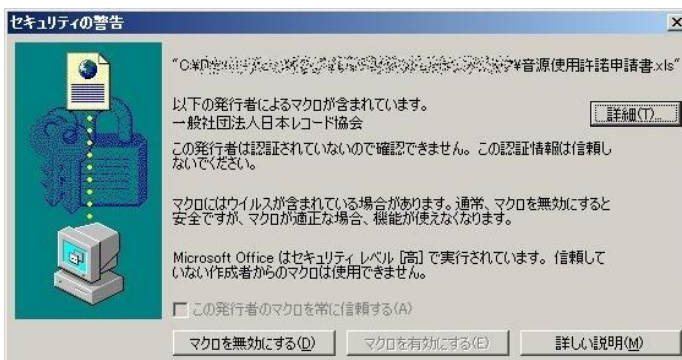 セキュリティの警告
"C:¥ ¥音源使用許諾申請書.xls"
以下の発行者によるマクロが含まれています。
詳細(T)...
一般社団法人日本レコード協会
この発行者は認証されていないので確認できません。この認証情報は信頼し
ないでください。
マクロにはウイルスが含まれている場合があります。通常、マクロを無効にすると
安全ですが、マクロが適正な場合、機能が使えなくなります。
Microsoft Office はセキュリティ レベル [高] で実行されています。信頼して
いない作成者からのマクロは使用できません。
この発行者のマクロを常に信頼する(A)
マクロを無効にする(D)
マクロを有効にする(E)
詳しい説明(M)